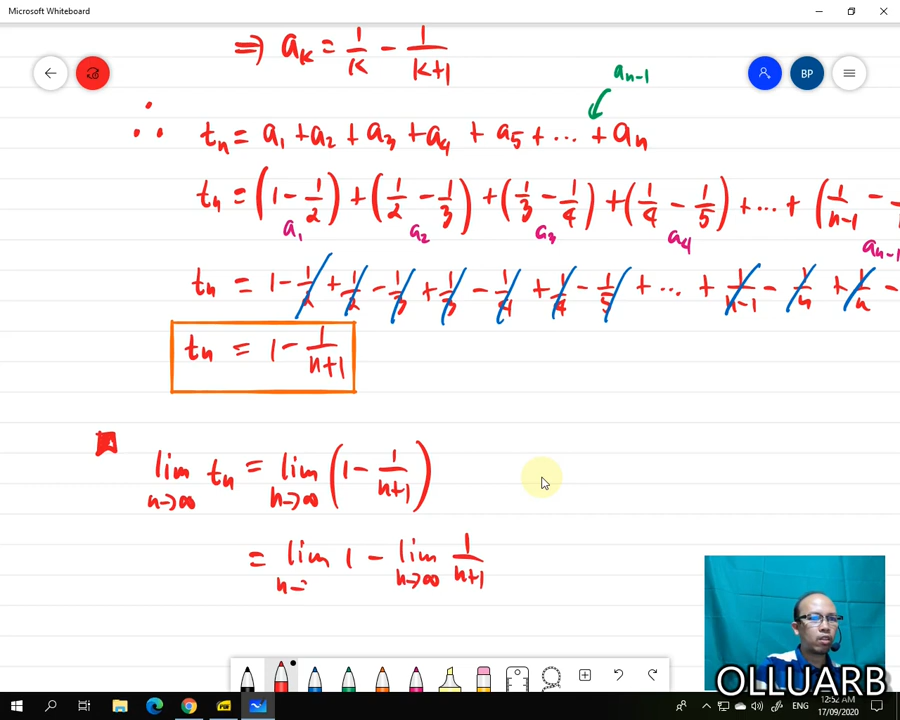 Microsoft Whiteboard
⇒ a_k = 1/k - 1/(k+1)
a_{n-1}
BP
∴ t_n = a_1 + a_2 + a_3 + a_4 + a_5 + ... + a_n
t_n = (1 - 1/2) + (1/2 - 1/3) + (1/3 - 1/4) + (1/4 - 1/5) + ... + (1/(n-1) -
a_1 a_2 a_3 a_4 a_{n-1}
t_n = 1 - 1/2 + 1/2 - 1/3 + 1/3 - 1/4 + 1/4 - 1/5 + ... + 1/(n-1) - 1/n + 1/n -
t_n = 1 - 1/(n+1)
lim n→∞ t_n = lim n→∞ (1 - 1/(n+1))
= lim n→ 1 - lim n→∞ 1/(n+1)
OLLUARB
ENG
12:52 AM
17/09/2020